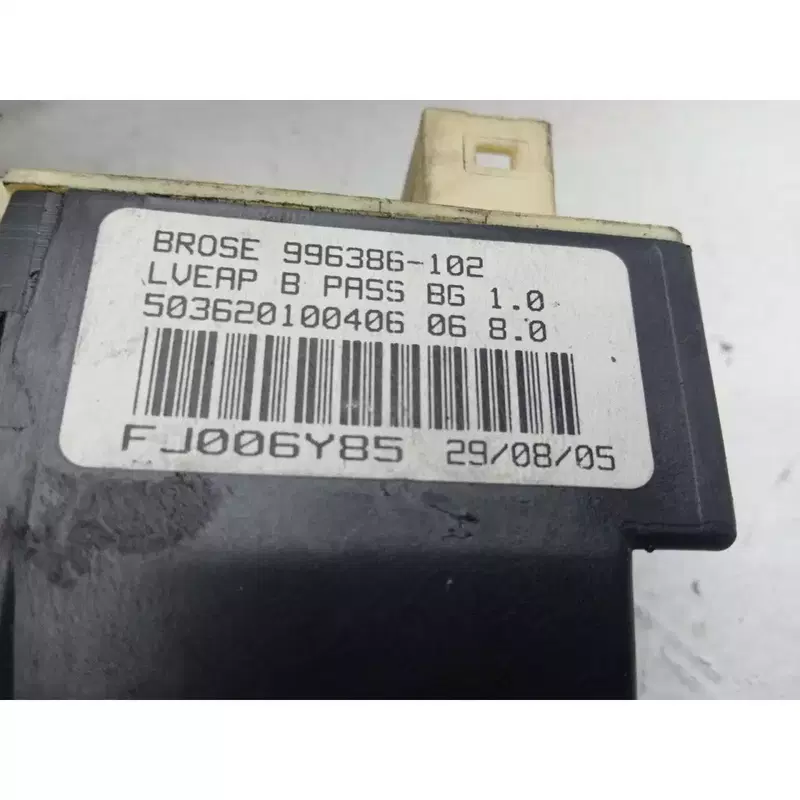 BROSE 996386-102
LVEAP B PASS BG 1.0
503620100406 06 8.0
FJ006Y85 29/08/05